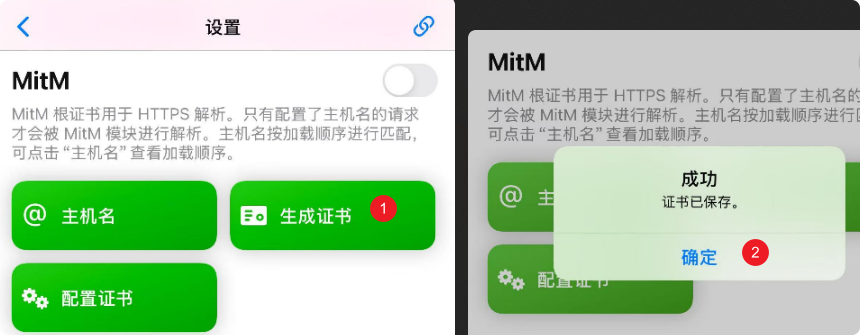 设置
MitM
MitM 根证书用于 HTTPS 解析。只有配置了主机名的请求
才会被 MitM 模块进行解析。主机名按加载顺序进行匹配，
可点击“主机名”查看加载顺序。
@ 主机名
生成证书
1
配置证书
MitM
MitM 根证书用于 HTTPS 解析。只有配置了主机名的
才会被 MitM 模块进行解析。主机名按加载顺序进行匹
可点击“主机名”查看加载顺序。
@ 主
成功
证书已保存。
确定
2
配置证书